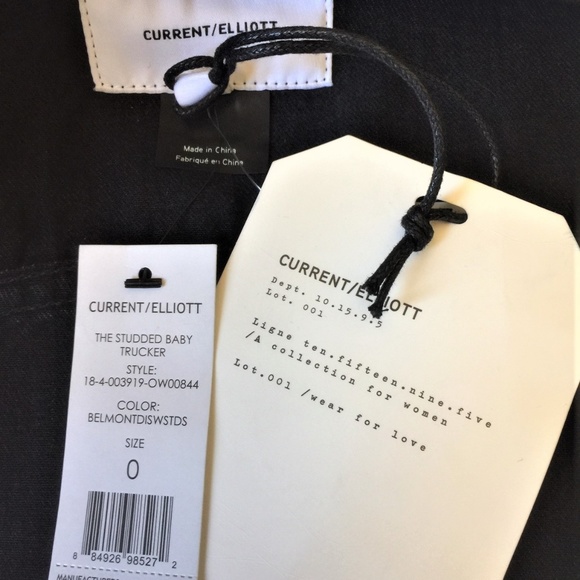 CURRENT/ELLIOTT
Made in China
Fabriqué en Chine
CURRENT/ELLIOTT
Dept. 10.15.9.5
Lot. 001
Ligne ten.fifteen.nine.five
/A collection for women
Lot.001 /wear for love
CURRENT/ELLIOTT
THE STUDDED BABY
TRUCKER
STYLE:
18-4-003919-OW00844
COLOR:
BELMONTDISWSTDS
SIZE
0
8 84926 98527 2